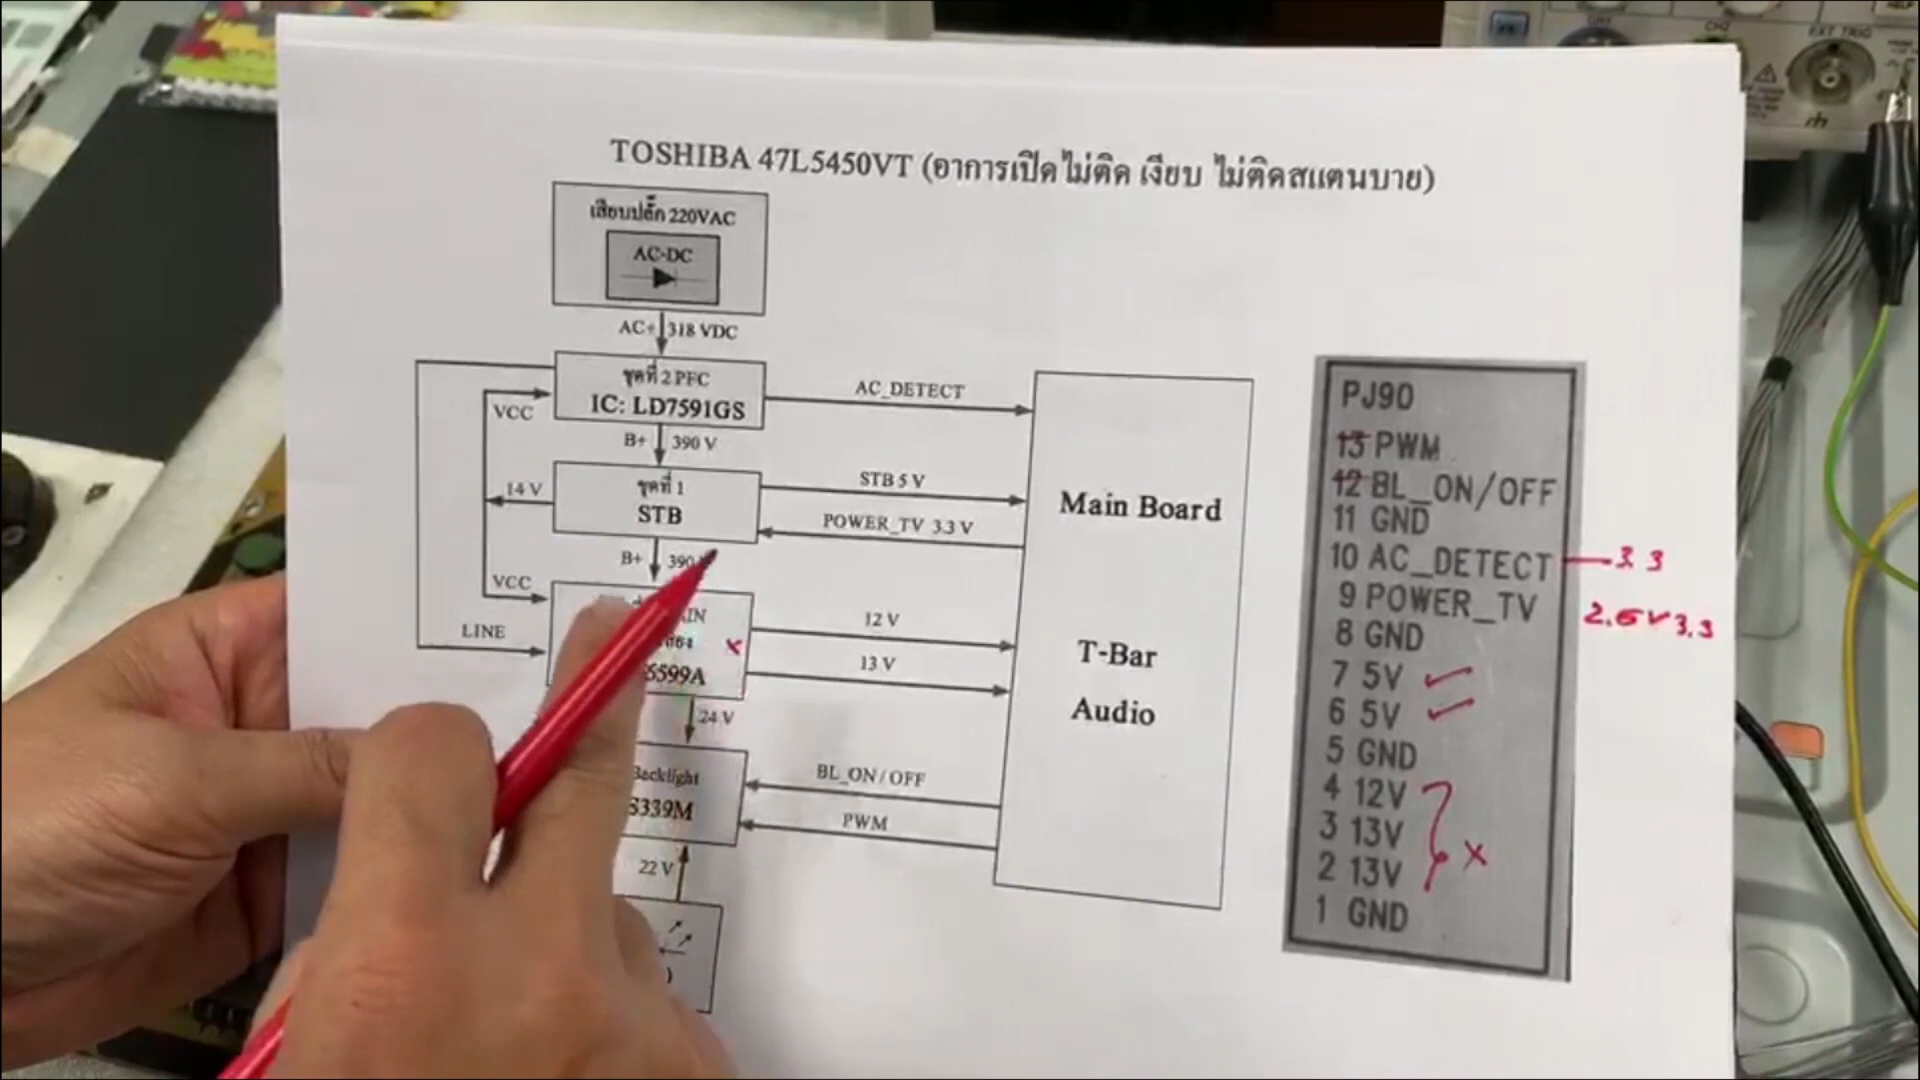 TOSHIBA 47L5450VT (อาการเปิดไม่ติด เงียบ ไม่ติดสแตนบาย)
เสียบปลั๊ก 220VAC
AC-DC
AC+ 318 VDC
ชุดที่ 2 PFC
IC: LD7591GS
VCC
AC_DETECT
B+ 390 V
14 V
ชุดที่ 1
STB
STB 5 V
POWER_TV 3.3 V
B+ 390
VCC
LINE
12 V
x
13 V
24 V
Backlight
BL_ON/OFF
PWM
22 V
Main Board
T-Bar
Audio
PJ90
13 PWM
12 BL_ON/OFF
11 GND
10 AC_DETECT 3.3
9 POWER_TV 2.6V 3.3
8 GND
7 5V
6 5V
5 GND
4 12V
3 13V x
2 13V
1 GND
EXT TRIG
CH2
HELP